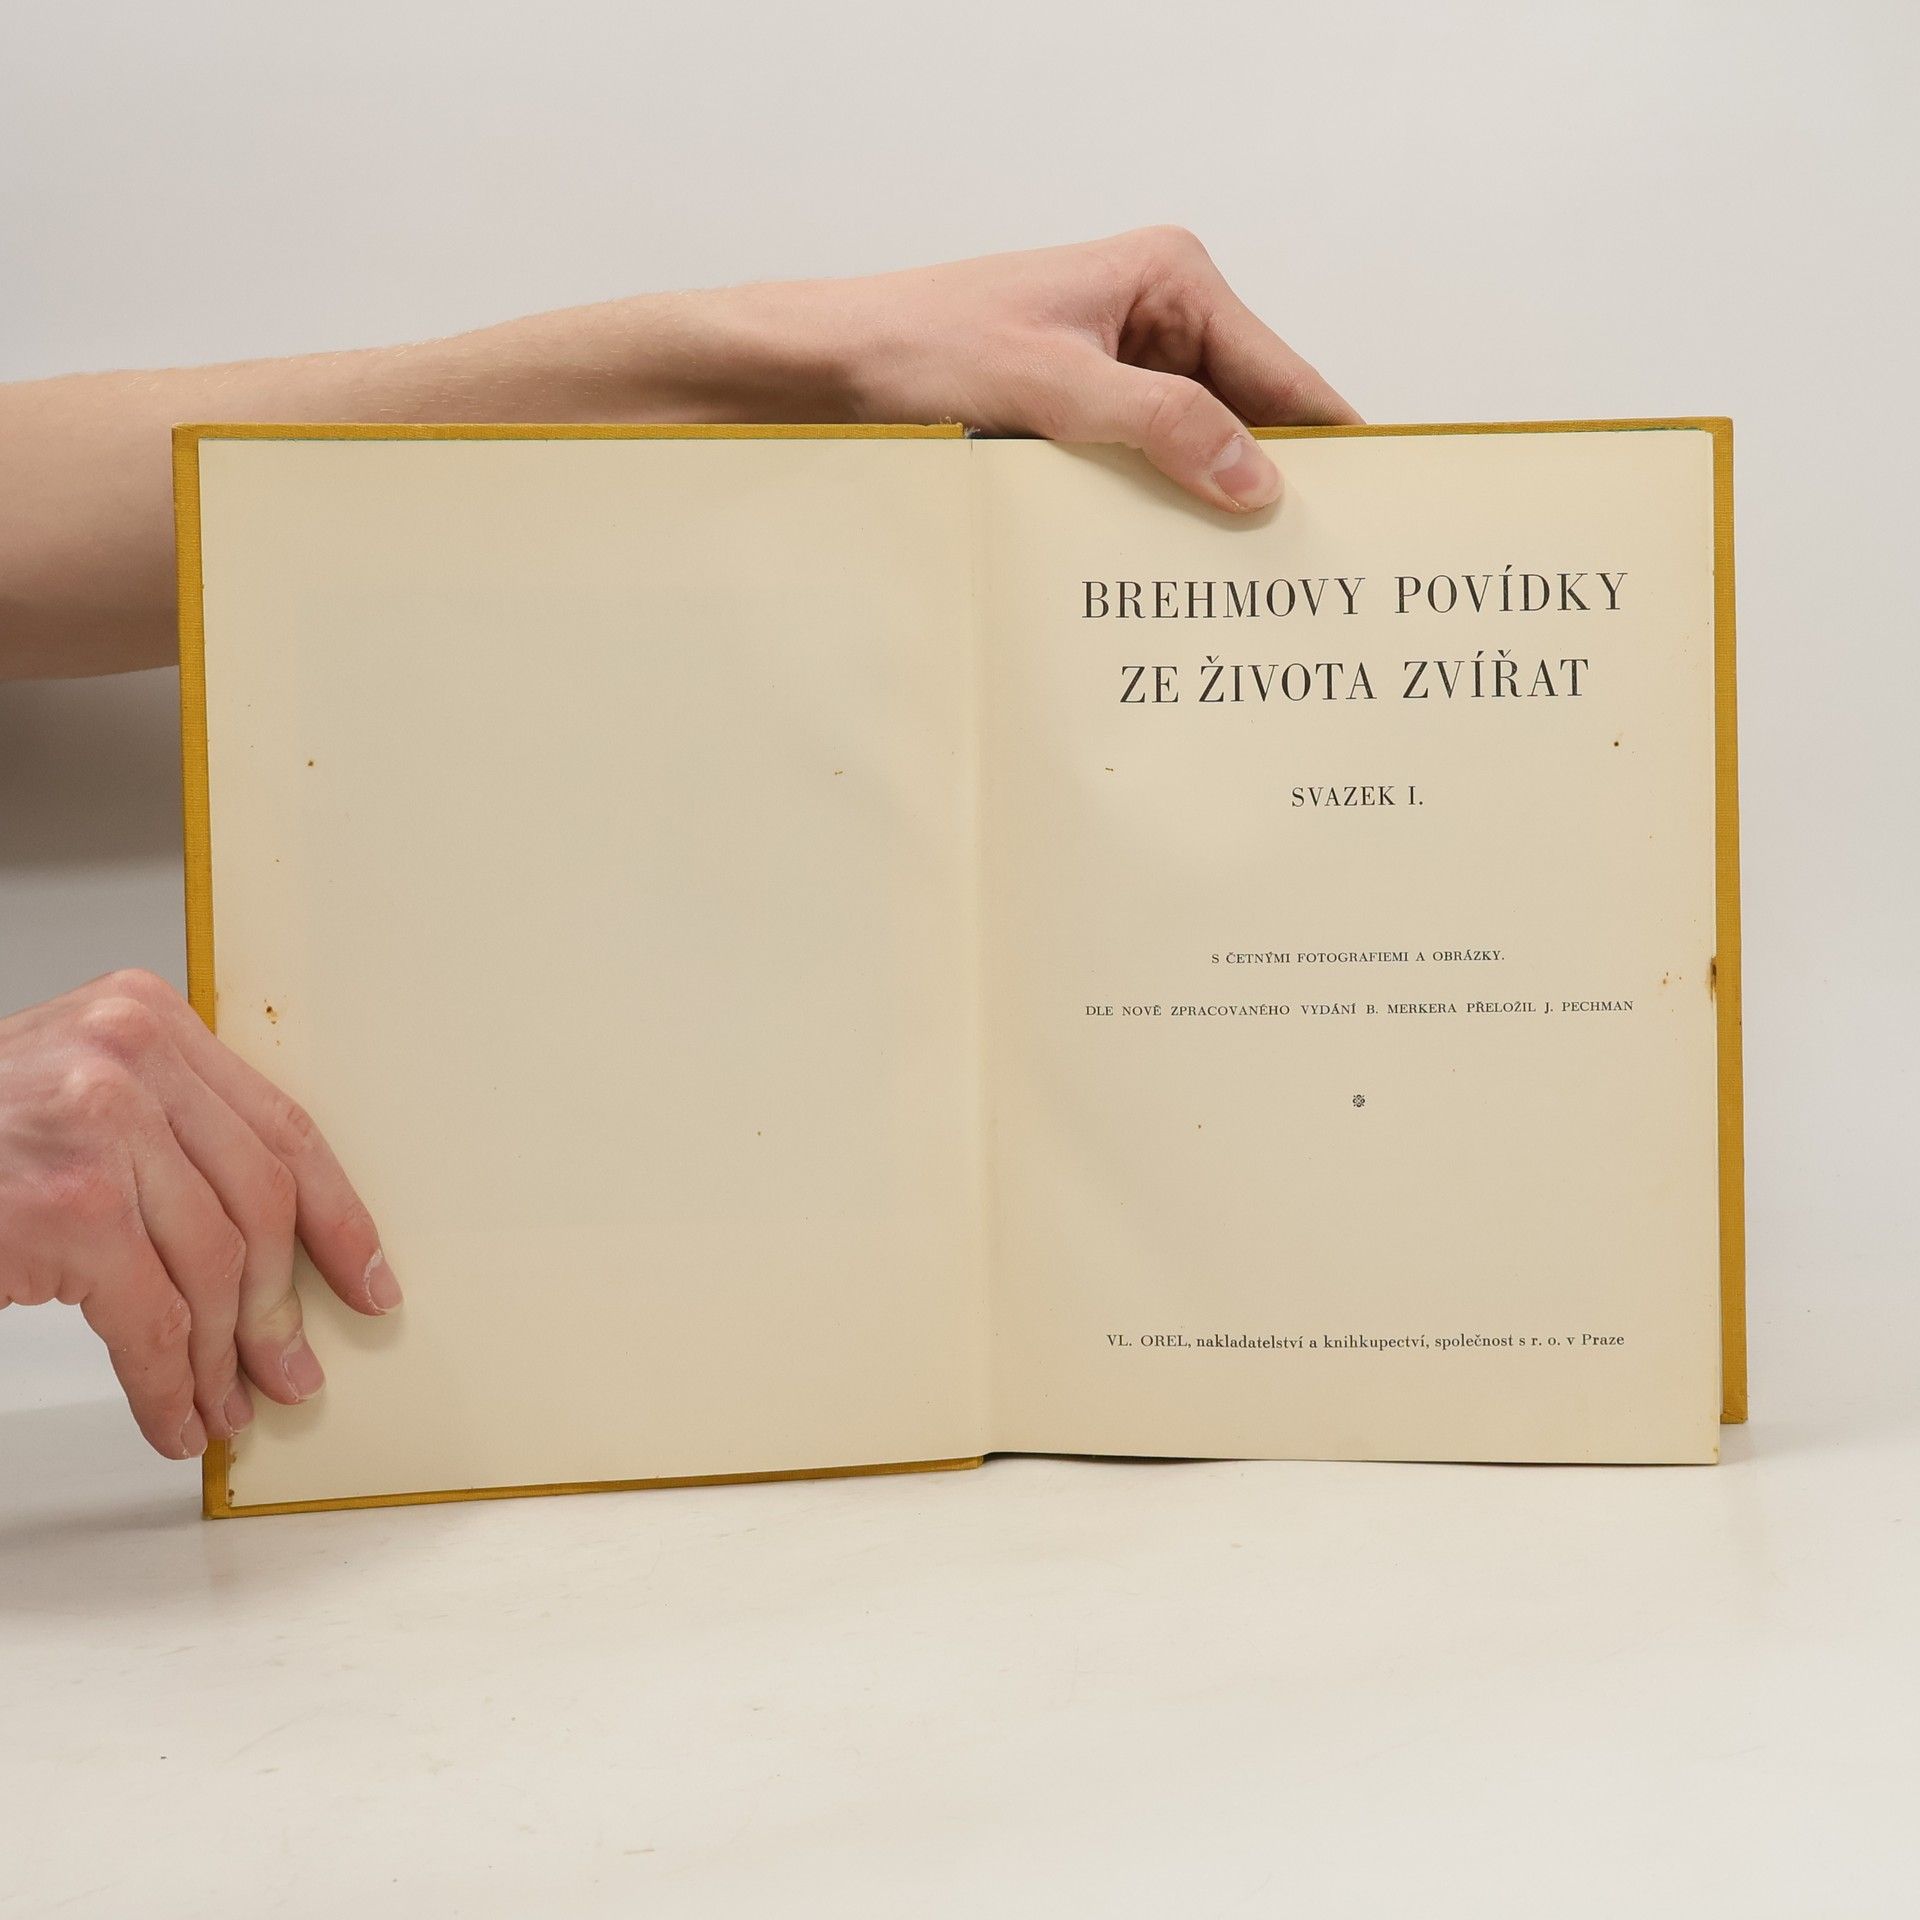 BREHMOVY POVÍDKY
ZE ŽIVOTA ZVÍŘAT
SVAZEK I.
S ČETNÝMI FOTOGRAFIEMI A OBRÁZKY.
DLE NOVĚ ZPRACOVANÉHO VYDÁNÍ B. MERKERA PŘELOŽIL J. PECHMAN
VL. OREL, nakladatelství a knihkupectví, společnost s r. o. v Praze